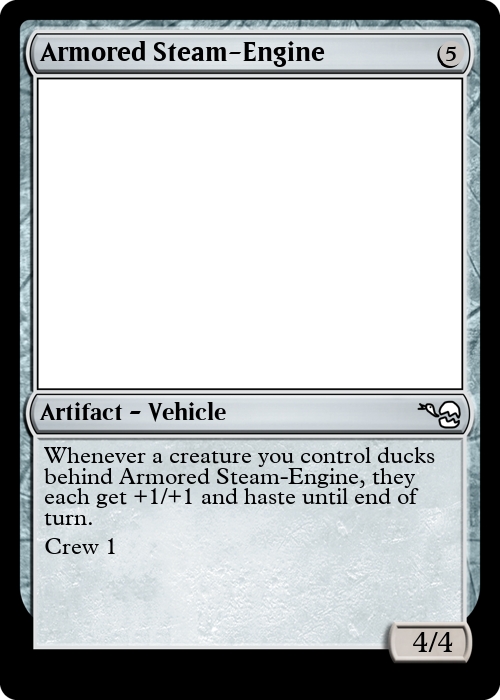 Armored Steam-Engine 5
Artifact - Vehicle
Whenever a creature you control ducks
behind Armored Steam-Engine, they
each get +1/+1 and haste until end of
turn.
Crew 1
4/4